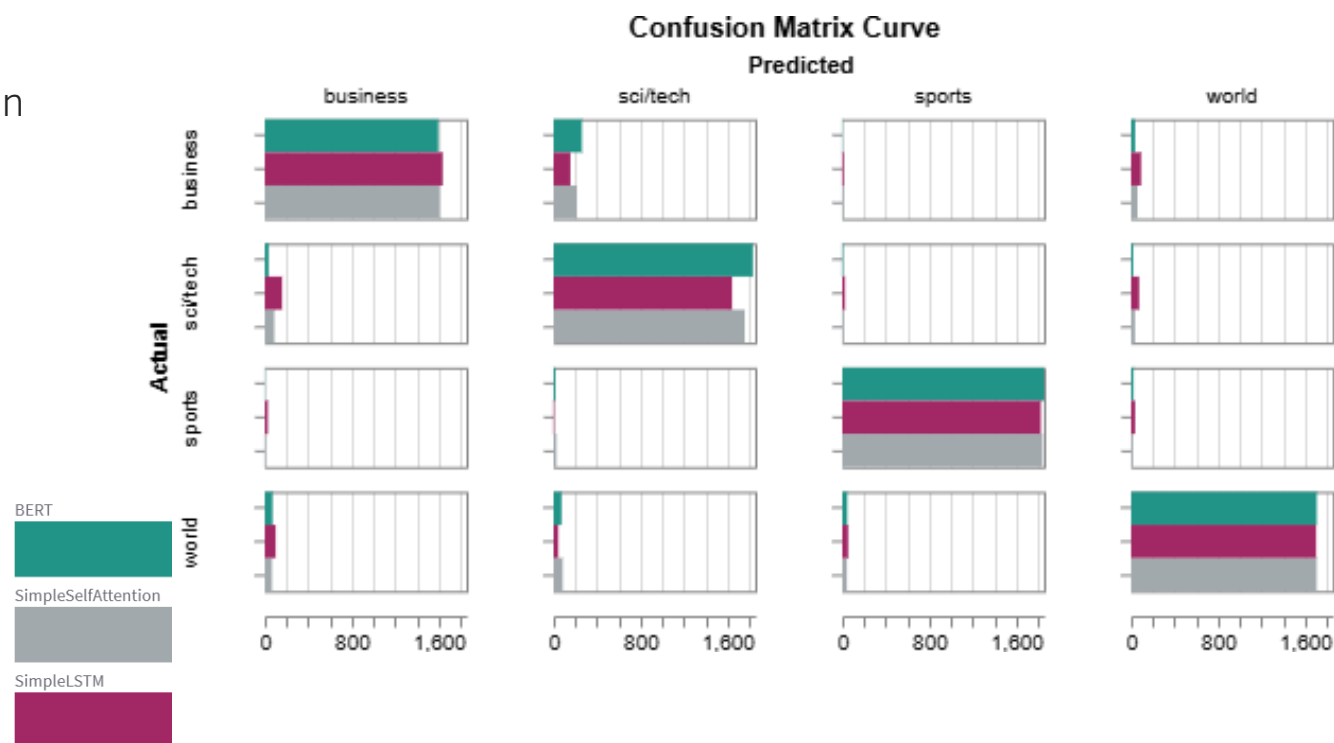 Confusion Matrix Curve
Predicted
n
business sci/tech sports world
business
sci/tech
Actual
sports
world
BERT
SimpleSelfAttention
SimpleLSTM
0 800 1,600 0 800 1,600 0 800 1,600 0 800 1,600